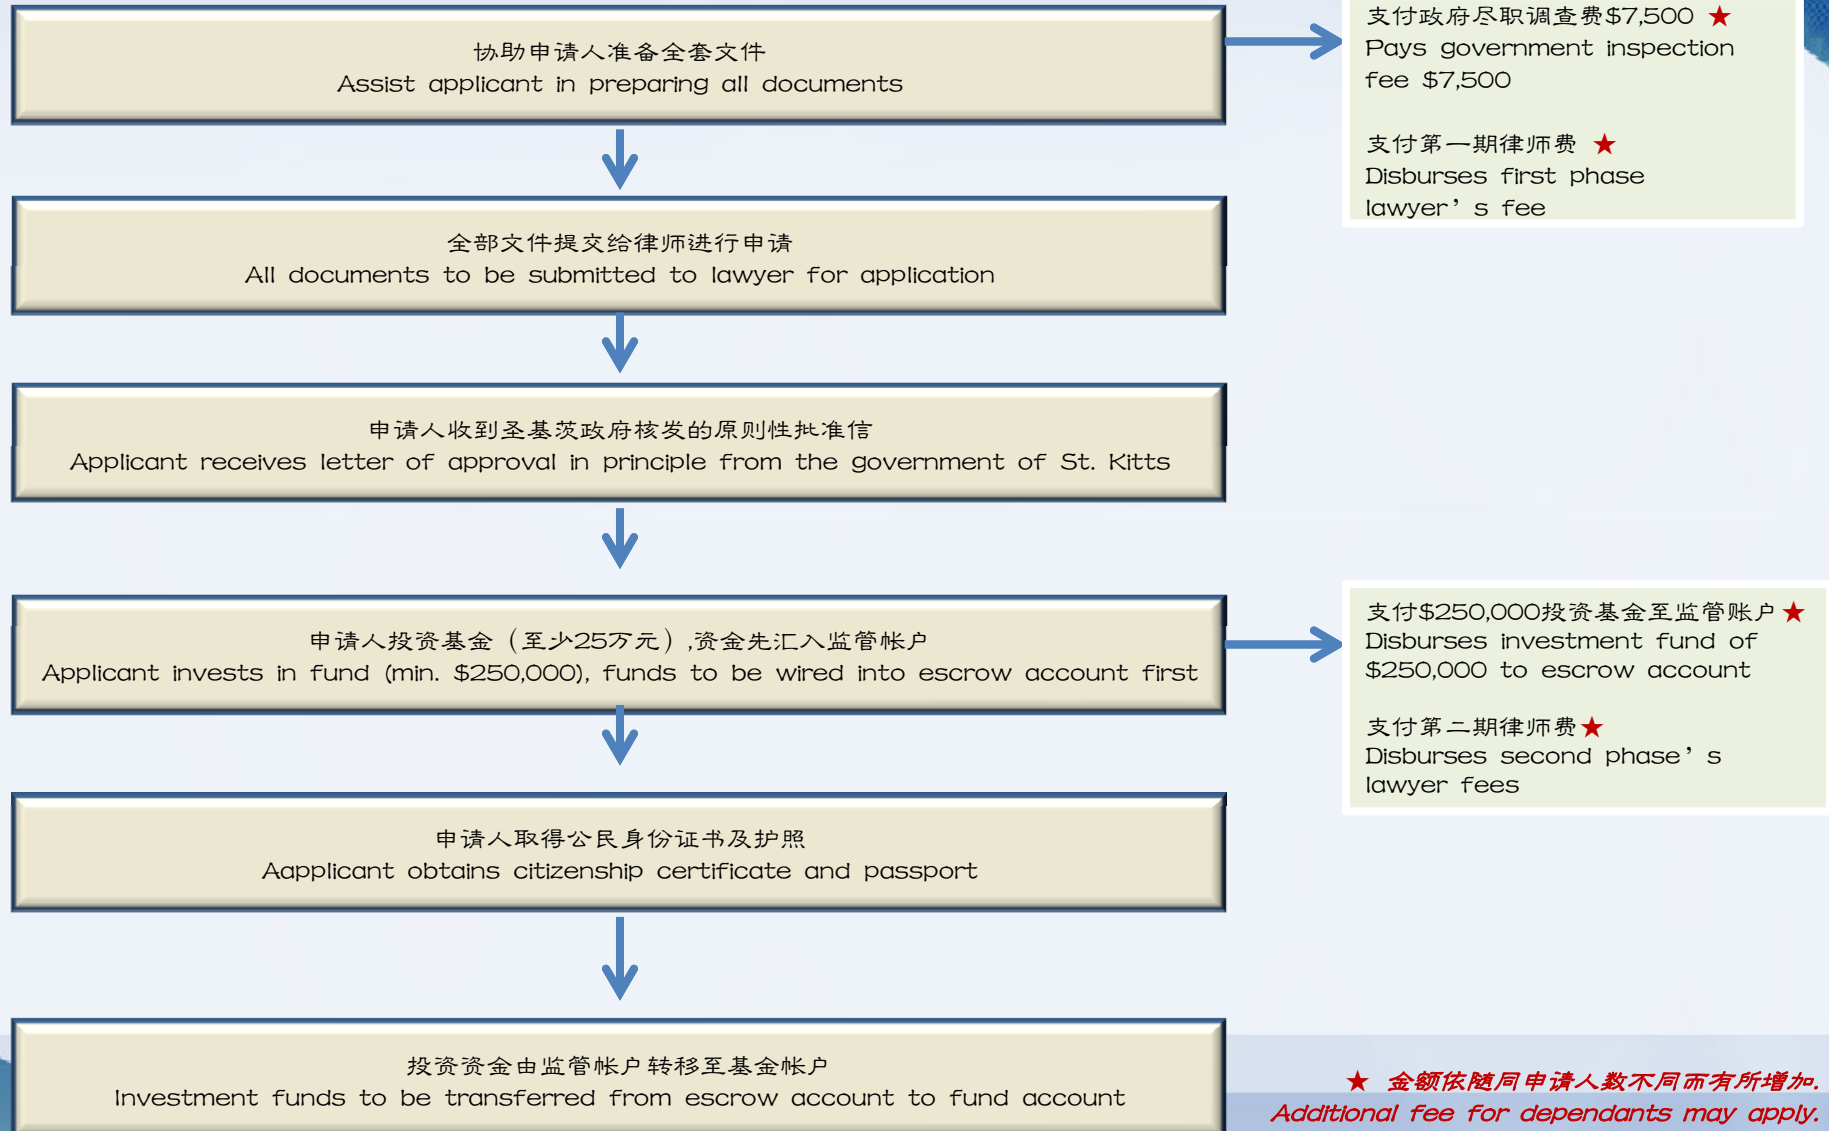 协助申请人准备全套文件
Assist applicant in preparing all documents
支付政府尽职调查费$7,500 ★
Pays government inspection
fee $7,500
支付第一期律师费 ★
Disburses first phase
lawyer’s fee
全部文件提交给律师进行申请
All documents to be submitted to lawyer for application
申请人收到圣基茨政府核发的原则性批准信
Applicant receives letter of approval in principle from the government of St. Kitts
申请人投资基金（至少25万元）,资金先汇入监管帐户
Applicant invests in fund (min. $250,000), funds to be wired into escrow account first
支付$250,000投资基金至监管账户★
Disburses investment fund of
$250,000 to escrow account
支付第二期律师费★
Disburses second phase’s
lawyer fees
申请人取得公民身份证书及护照
Aapplicant obtains citizenship certificate and passport
投资资金由监管帐户转移至基金帐户
Investment funds to be transferred from escrow account to fund account
★ 金额依随同申请人数不同而有所增加.
Additional fee for dependants may apply.